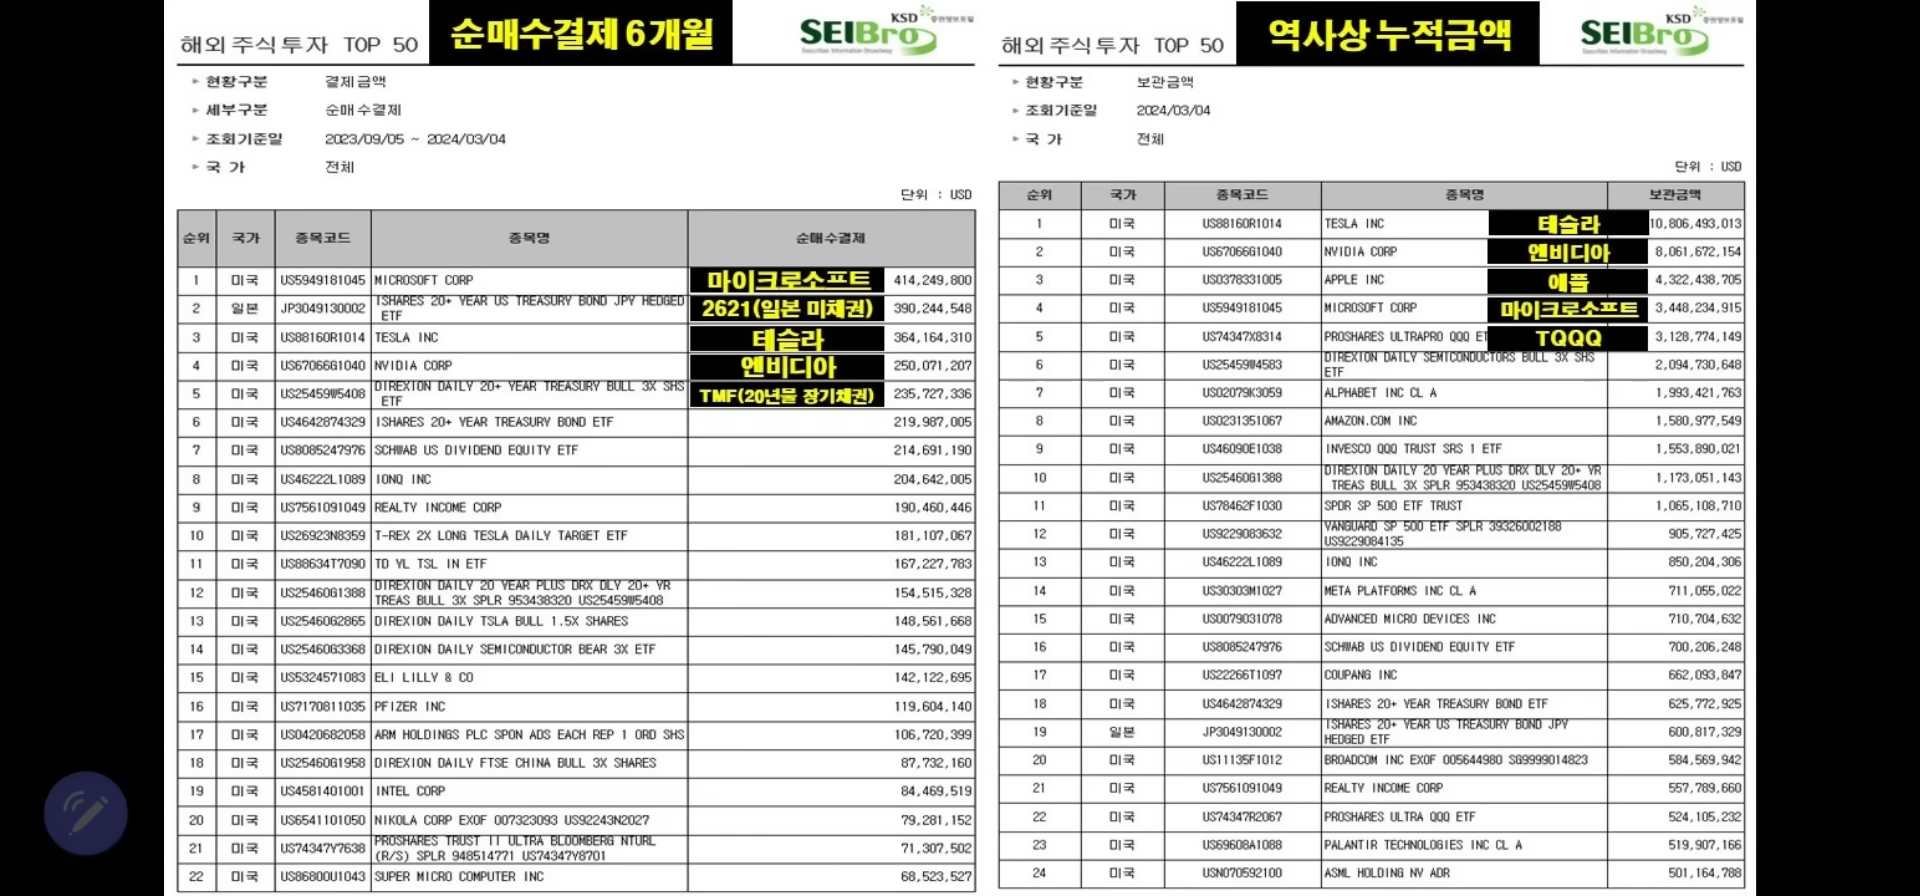 해외주식투자 TOP 50
순매수결제 6개월
SEIBro
KSD 증권정보포털
Securities Information Broadway
▸ 현황구분 결제금액
▸ 세부구분 순매수결제
▸ 조회기준일 2023/09/05 ~ 2024/03/04
▸ 국 가 전체
단위 : USD
순위 국가 종목코드 종목명 순매수결제
1 미국 US5949181045 MICROSOFT CORP 마이크로소프트 414,249,800
2 일본 JP3049130002 ISHARES 20+ YEAR US TREASURY BOND JPY HEDGED
ETF 2621(일본 미채권) 390,244,548
3 미국 US88160R1014 TESLA INC 테슬라 364,164,310
4 미국 US67066G1040 NVIDIA CORP 엔비디아 250,071,207
5 미국 US25459W5408 DIREXION DAILY 20+ YEAR TREASURY BULL 3X SHS
ETF TMF(20년물 장기채권) 235,727,336
6 미국 US4642874329 ISHARES 20+ YEAR TREASURY BOND ETF 219,987,005
7 미국 US8085247976 SCHWAB US DIVIDEND EQUITY ETF 214,691,190
8 미국 US46222L1089 IONQ INC 204,642,005
9 미국 US7561091049 REALTY INCOME CORP 190,460,446
10 미국 US26923N8359 T-REX 2X LONG TESLA DAILY TARGET ETF 181,107,067
11 미국 US88634T7090 TD YL TSL IN ETF 167,227,783
12 미국 US25460G1388 DIREXION DAILY 20 YEAR PLUS DRX DLY 20+ YR
TREAS BULL 3X SPLR 953438320 US25459W5408 154,515,328
13 미국 US25460G2865 DIREXION DAILY TSLA BULL 1.5X SHARES 148,561,668
14 미국 US25460G3368 DIREXION DAILY SEMICONDUCTOR BEAR 3X ETF 145,790,049
15 미국 US5324571083 ELI LILLY & CO 142,122,695
16 미국 US7170811035 PFIZER INC 119,604,140
17 미국 US0420682058 ARM HOLDINGS PLC SPON ADS EACH REP 1 ORD SHS 106,720,399
18 미국 US25460G1958 DIREXION DAILY FTSE CHINA BULL 3X SHARES 87,732,160
19 미국 US4581401001 INTEL CORP 84,469,519
20 미국 US6541101050 NIKOLA CORP EXOF 007323093 US92243N2027 79,281,152
21 미국 US74347Y7638 PROSHARES TRUST II ULTRA BLOOMBERG NTURL
(R/S) SPLR 948514771 US74347Y8701 71,307,502
22 미국 US86800U1043 SUPER MICRO COMPUTER INC 68,523,527
해외주식투자 TOP 50
역사상 누적금액
SEIBro
KSD 증권정보포털
Securities Information Broadway
▸ 현황구분 보관금액
▸ 조회기준일 2024/03/04
▸ 국 가 전체
단위 : USD
순위 국가 종목코드 종목명 보관금액
1 미국 US88160R1014 TESLA INC 테슬라 10,806,493,013
2 미국 US67066G1040 NVIDIA CORP 엔비디아 8,061,672,154
3 미국 US0378331005 APPLE INC 애플 4,322,438,705
4 미국 US5949181045 MICROSOFT CORP 마이크로소프트 3,448,234,915
5 미국 US74347X8314 PROSHARES ULTRAPRO QQQ ET TQQQ 3,128,774,149
6 미국 US25459W4583 DIREXION DAILY SEMICONDUCTORS BULL 3X SHS
ETF 2,094,730,648
7 미국 US02079K3059 ALPHABET INC CL A 1,993,421,763
8 미국 US0231351067 AMAZON.COM INC 1,580,977,549
9 미국 US46090E1038 INVESCO QQQ TRUST SRS 1 ETF 1,553,890,021
10 미국 US25460G1388 DIREXION DAILY 20 YEAR PLUS DRX DLY 20+ YR
TREAS BULL 3X SPLR 953438320 US25459W5408 1,173,051,143
11 미국 US78462F1030 SPDR SP 500 ETF TRUST 1,065,108,710
12 미국 US9229083632 VANGUARD SP 500 ETF SPLR 39326002188
US9229084135 905,727,425
13 미국 US46222L1089 IONQ INC 850,204,306
14 미국 US30303M1027 META PLATFORMS INC CL A 711,055,022
15 미국 US0079031078 ADVANCED MICRO DEVICES INC 710,704,632
16 미국 US8085247976 SCHWAB US DIVIDEND EQUITY ETF 700,206,248
17 미국 US22266T1097 COUPANG INC 662,093,847
18 미국 US4642874329 ISHARES 20+ YEAR TREASURY BOND ETF 625,772,925
19 일본 JP3049130002 ISHARES 20+ YEAR US TREASURY BOND JPY
HEDGED ETF 600,817,329
20 미국 US11135F1012 BROADCOM INC EXOF 005644980 SG9999014823 584,569,942
21 미국 US7561091049 REALTY INCOME CORP 557,789,660
22 미국 US74347R2067 PROSHARES ULTRA QQQ ETF 524,105,232
23 미국 US69608A1088 PALANTIR TECHNOLOGIES INC CL A 519,907,166
24 미국 USN070592100 ASML HOLDING NV ADR 501,164,788